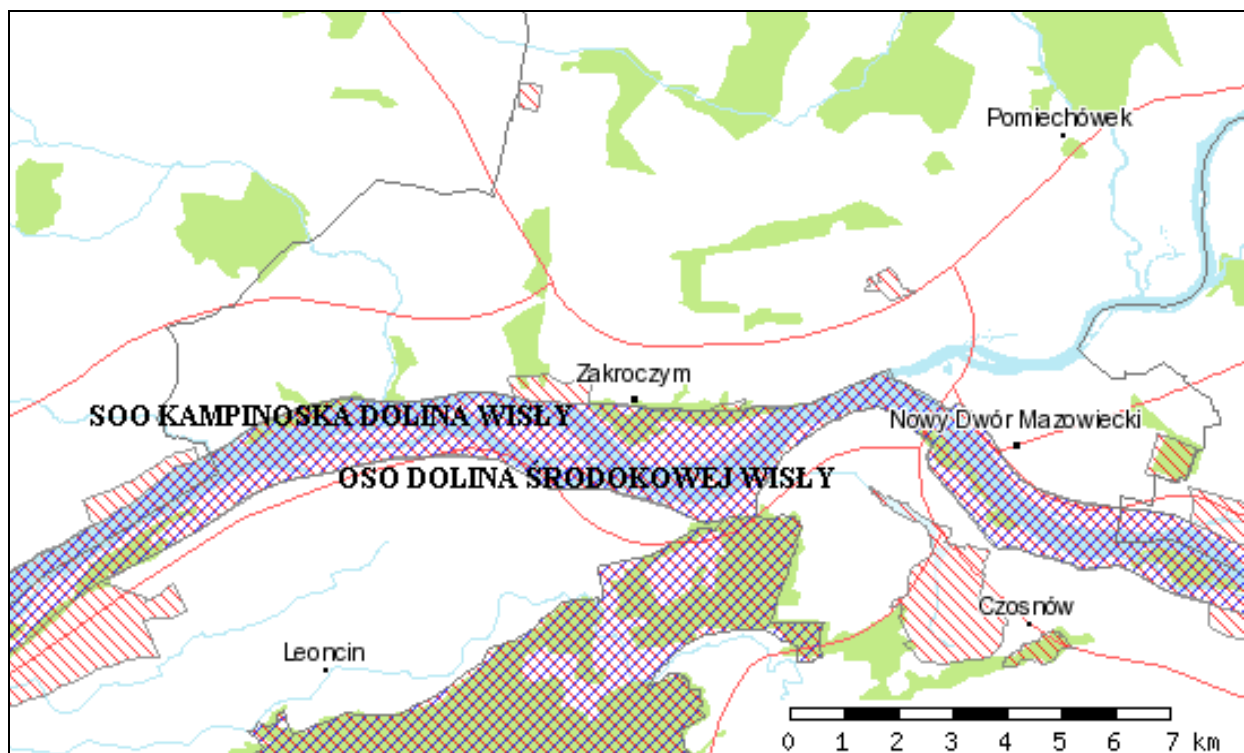 Pomiechówek
Zakroczym
SOO KAMPINOSKA DOLINA WISŁY
Nowy Dwór Mazowiecki
OSO DOLINA ŚRODOKOWEJ WISŁY
Czosnów
Leoncin
0 1 2 3 4 5 6 7 km